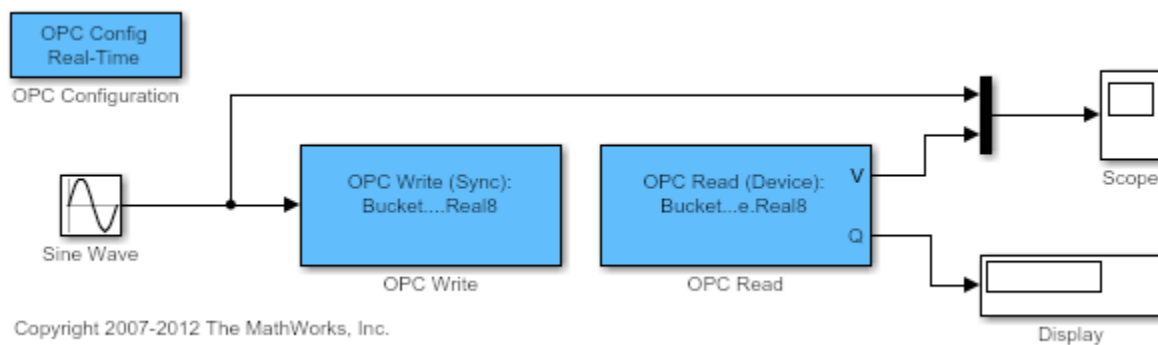 OPC Config
Real-Time
OPC Configuration
Sine Wave
OPC Write (Sync):
Bucket....Real8
OPC Write
OPC Read (Device):
Bucket...e.Real8
V
Q
OPC Read
Scope
Display
Copyright 2007-2012 The MathWorks, Inc.